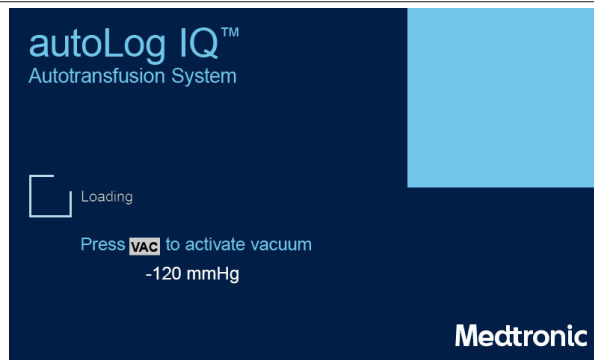 autoLog IQ™
Autotransfusion System
Loading
Press VAC to activate vacuum
-120 mmHg
Medtronic